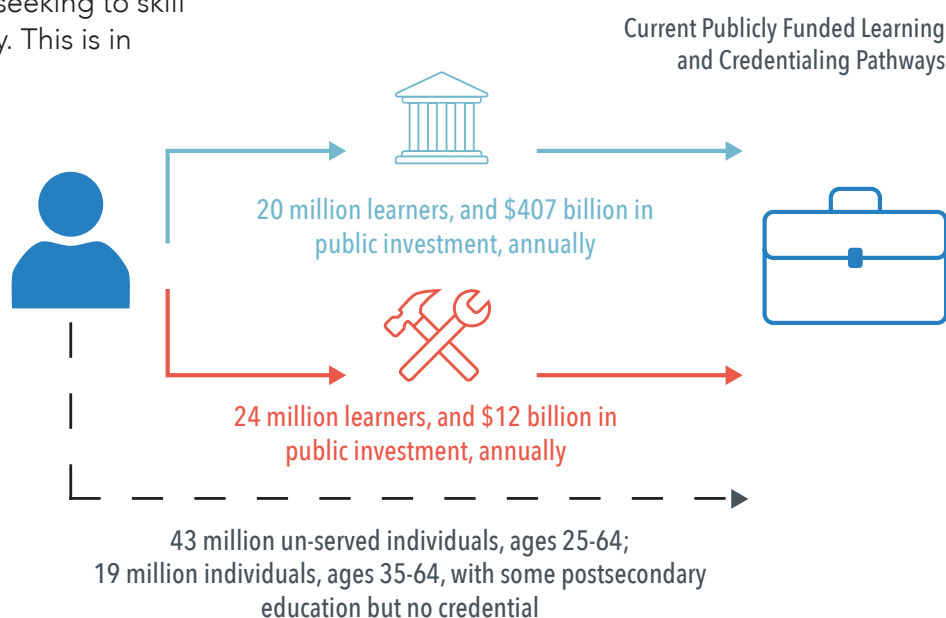 seeking to skill
y. This is in
Current Publicly Funded Learning
and Credentialing Pathways
20 million learners, and $407 billion in
public investment, annually
24 million learners, and $12 billion in
public investment, annually
43 million un-served individuals, ages 25-64;
19 million individuals, ages 35-64, with some postsecondary
education but no credential